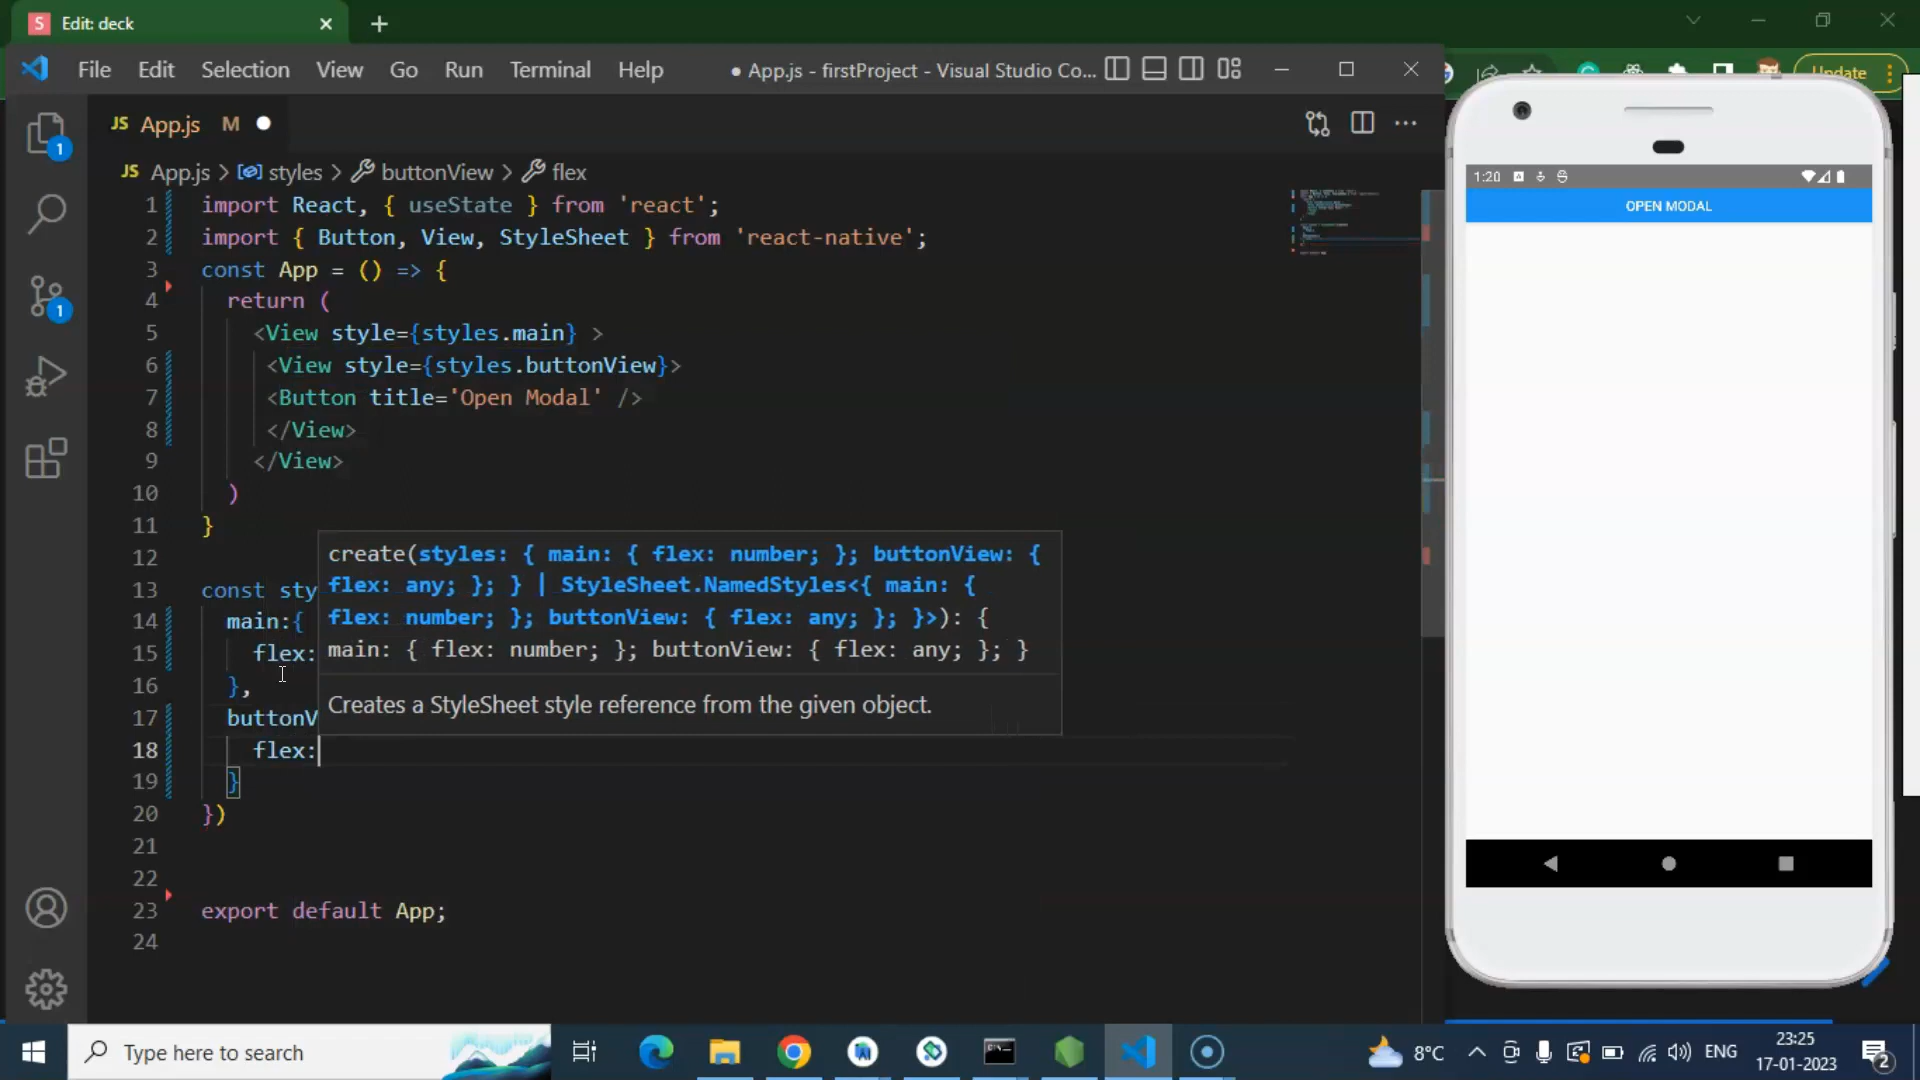 S Edit: deck
File Edit Selection View Go Run Terminal Help
● App.js - firstProject - Visual Studio Co...
Update
JS App.js M
JS App.js > styles > buttonView > flex
1 import React, { useState } from 'react';
2 import { Button, View, StyleSheet } from 'react-native';
3 const App = () => {
4 return (
5 <View style={styles.main} >
6 <View style={styles.buttonView}>
7 <Button title='Open Modal' />
8 </View>
9 </View>
10 )
11 }
12
13 const sty
14 main:{
15 flex:
16 },
17 buttonV
18 flex:
19 }
20 })
21
22
23 export default App;
24
create(styles: { main: { flex: number; }; buttonView: {
flex: any; }; } | StyleSheet.NamedStyles<{ main: {
flex: number; }; buttonView: { flex: any; }; }>): {
main: { flex: number; }; buttonView: { flex: any; }; }
Creates a StyleSheet style reference from the given object.
1
1
1:20
OPEN MODAL
Type here to search
8°C
ENG
23:25
17-01-2023
2